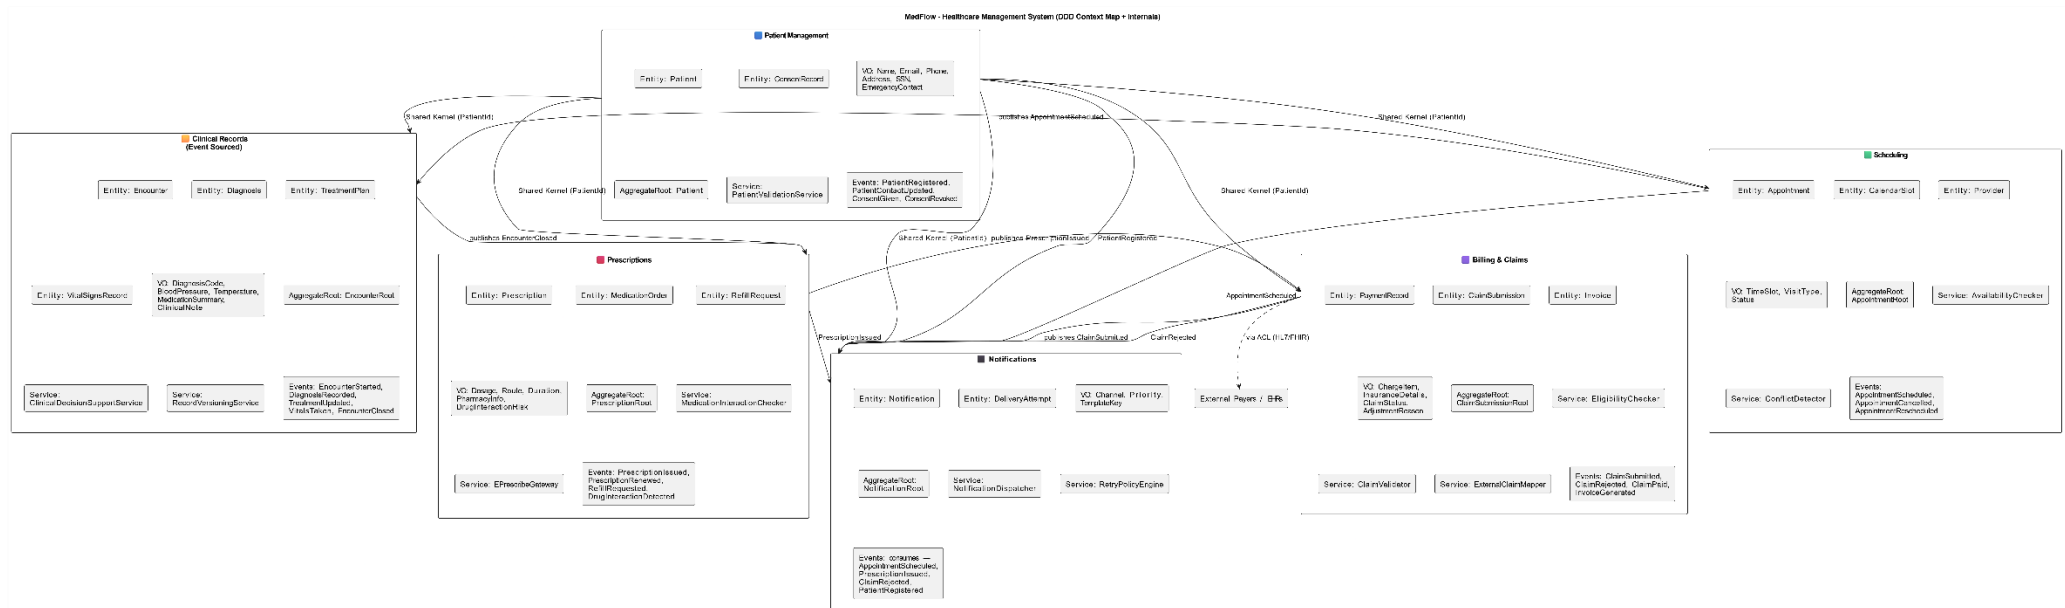 MedFlow - Healthcare Management System (DDD Context Map + Internals)
Patient Management
Entity: Patient
Entity: ConsentRecord
VO: Name, Email, Phone,
Address, SSN,
EmergencyContact
AggregateRoot: Patient
Service:
PatientValidationService
Events: PatientRegistered,
PatientContactUpdated,
ConsentGiven, ConsentRevoked
Shared Kernel (PatientId)
publishes AppointmentScheduled
Shared Kernel (PatientId)
Shared Kernel (PatientId)
Shared Kernel (PatientId)
publishes EncounterClosed
Shared Kernel (PatientId)
publishes PrescriptionIssued
PatientRegistered
AppointmentScheduled
PrescriptionIssued
publishes ClaimSubmitted
ClaimRejected
via ACL (HL7/FHIR)
Clinical Records
(Event Sourced)
Entity: Encounter
Entity: Diagnosis
Entity: TreatmentPlan
Entity: VitalSignsRecord
VO: DiagnosisCode,
BloodPressure, Temperature,
MedicationSummary,
ClinicalNote
AggregateRoot: EncounterRoot
Service:
ClinicalDecisionSupportService
Service:
RecordVersioningService
Events: EncounterStarted,
DiagnosisRecorded,
TreatmentUpdated,
VitalsTaken, EncounterClosed
Prescriptions
Entity: Prescription
Entity: MedicationOrder
Entity: RefillRequest
VO: Dosage, Route, Duration,
PharmacyInfo,
DrugInteractionRisk
AggregateRoot:
PrescriptionRoot
Service:
MedicationInteractionChecker
Service: EPrescribeGateway
Events: PrescriptionIssued,
PrescriptionRenewed,
RefillRequested,
DrugInteractionDetected
Notifications
Entity: Notification
Entity: DeliveryAttempt
VO: Channel, Priority,
TemplateKey
AggregateRoot:
NotificationRoot
Service:
NotificationDispatcher
Service: RetryPolicyEngine
Events: consumes —
AppointmentScheduled,
PrescriptionIssued,
ClaimRejected,
PatientRegistered
External Payers / EHRs
Billing & Claims
Entity: PaymentRecord
Entity: ClaimSubmission
Entity: Invoice
VO: ChargeItem,
InsuranceDetails,
ClaimStatus,
AdjustmentReason
AggregateRoot:
ClaimSubmissionRoot
Service: EligibilityChecker
Service: ClaimValidator
Service: ExternalClaimMapper
Events: ClaimSubmitted,
ClaimRejected, ClaimPaid,
InvoiceGenerated
Scheduling
Entity: Appointment
Entity: CalendarSlot
Entity: Provider
VO: TimeSlot, VisitType,
Status
AggregateRoot:
AppointmentRoot
Service: AvailabilityChecker
Service: ConflictDetector
Events:
AppointmentScheduled,
AppointmentCancelled,
AppointmentRescheduled